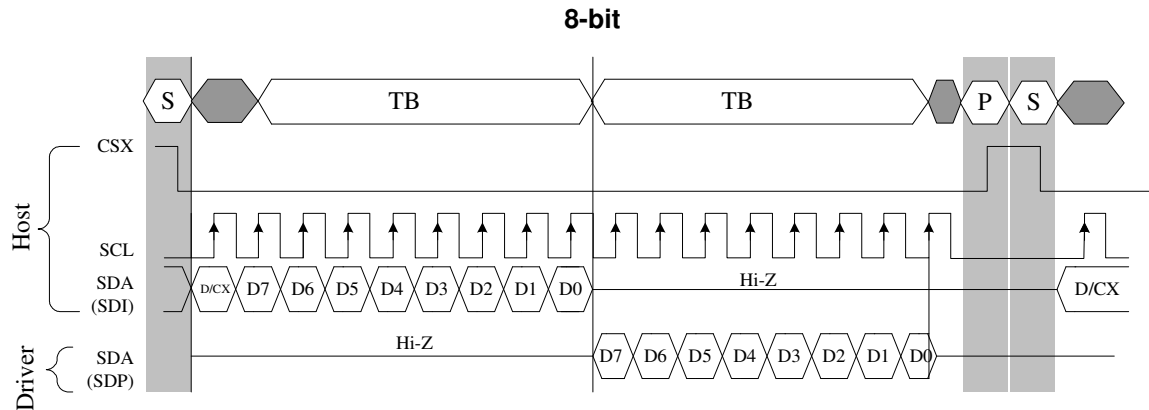 8-bit
S TB TB P S
Host
CSX
SCL
SDA
(SDI)
D/CX D7 D6 D5 D4 D3 D2 D1 D0 Hi-Z D/CX
Driver
SDA
(SDP)
Hi-Z D7 D6 D5 D4 D3 D2 D1 D0